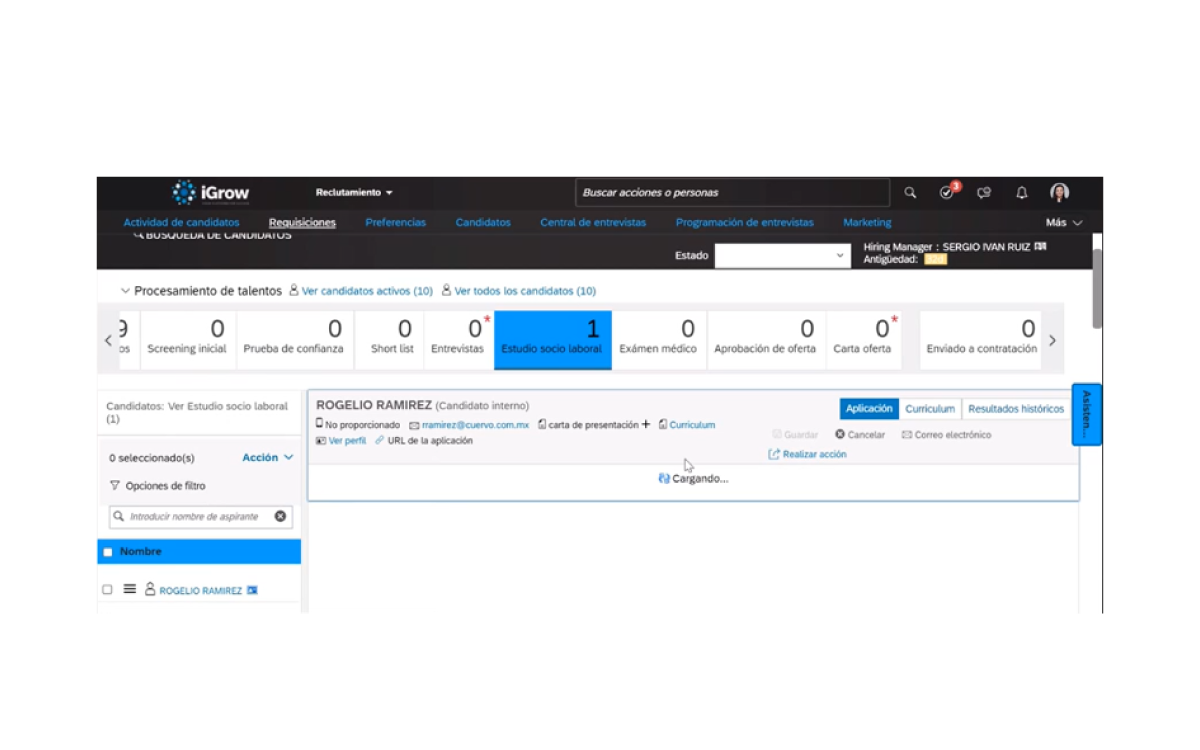 iGrow Reclutamiento Buscar acciones o personas 3
Actividad de candidatos Requisiciones Preferencias Candidatos Central de entrevistas Programación de entrevistas Marketing Más
BÚSQUEDA DE CANDIDATOS
Estado Hiring Manager : SERGIO IVAN RUIZ
Antigüedad:
Procesamiento de talentos Ver candidatos activos (10) Ver todos los candidatos (10)
9 0 0 0 0* 1 0 0 0* 0
os Screening inicial Prueba de confianza Short list Entrevistas Estudio socio laboral Exámen médico Aprobación de oferta Carta oferta Enviado a contratación
Candidatos: Ver Estudio socio laboral
(1)
0 seleccionado(s) Acción
Opciones de filtro
Introducir nombre de aspirante
Nombre
ROGELIO RAMIREZ
ROGELIO RAMIREZ (Candidato interno)
No proporcionado rramirez@cuervo.com.mx carta de presentación + Curriculum
Ver perfil URL de la aplicación
Aplicación Curriculum Resultados históricos
Guardar Cancelar Correo electrónico
Realizar acción
Cargando...
Asisten...